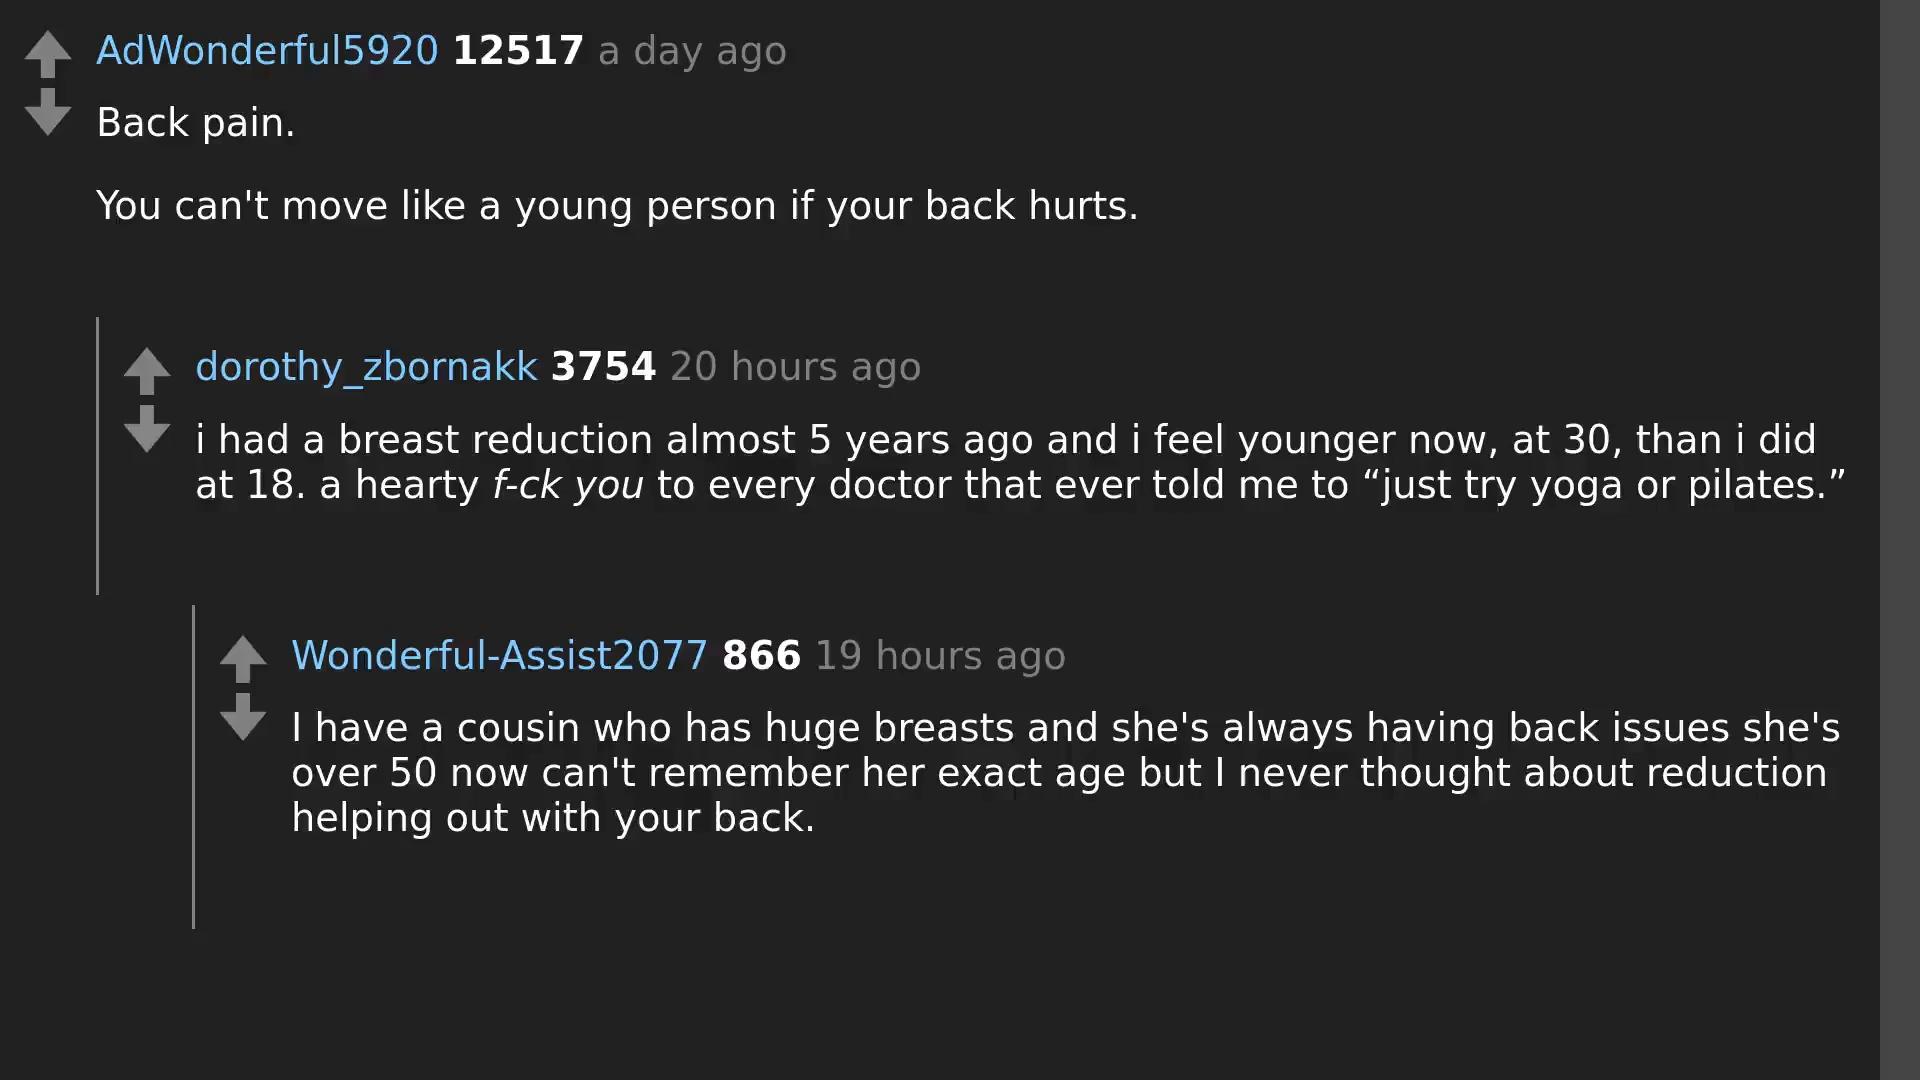 AdWonderful5920 12517 a day ago
Back pain.
You can't move like a young person if your back hurts.
dorothy_zbornakk 3754 20 hours ago
i had a breast reduction almost 5 years ago and i feel younger now, at 30, than i did
at 18. a hearty f-ck you to every doctor that ever told me to “just try yoga or pilates.”
Wonderful-Assist2077 866 19 hours ago
I have a cousin who has huge breasts and she's always having back issues she's
over 50 now can't remember her exact age but I never thought about reduction
helping out with your back.